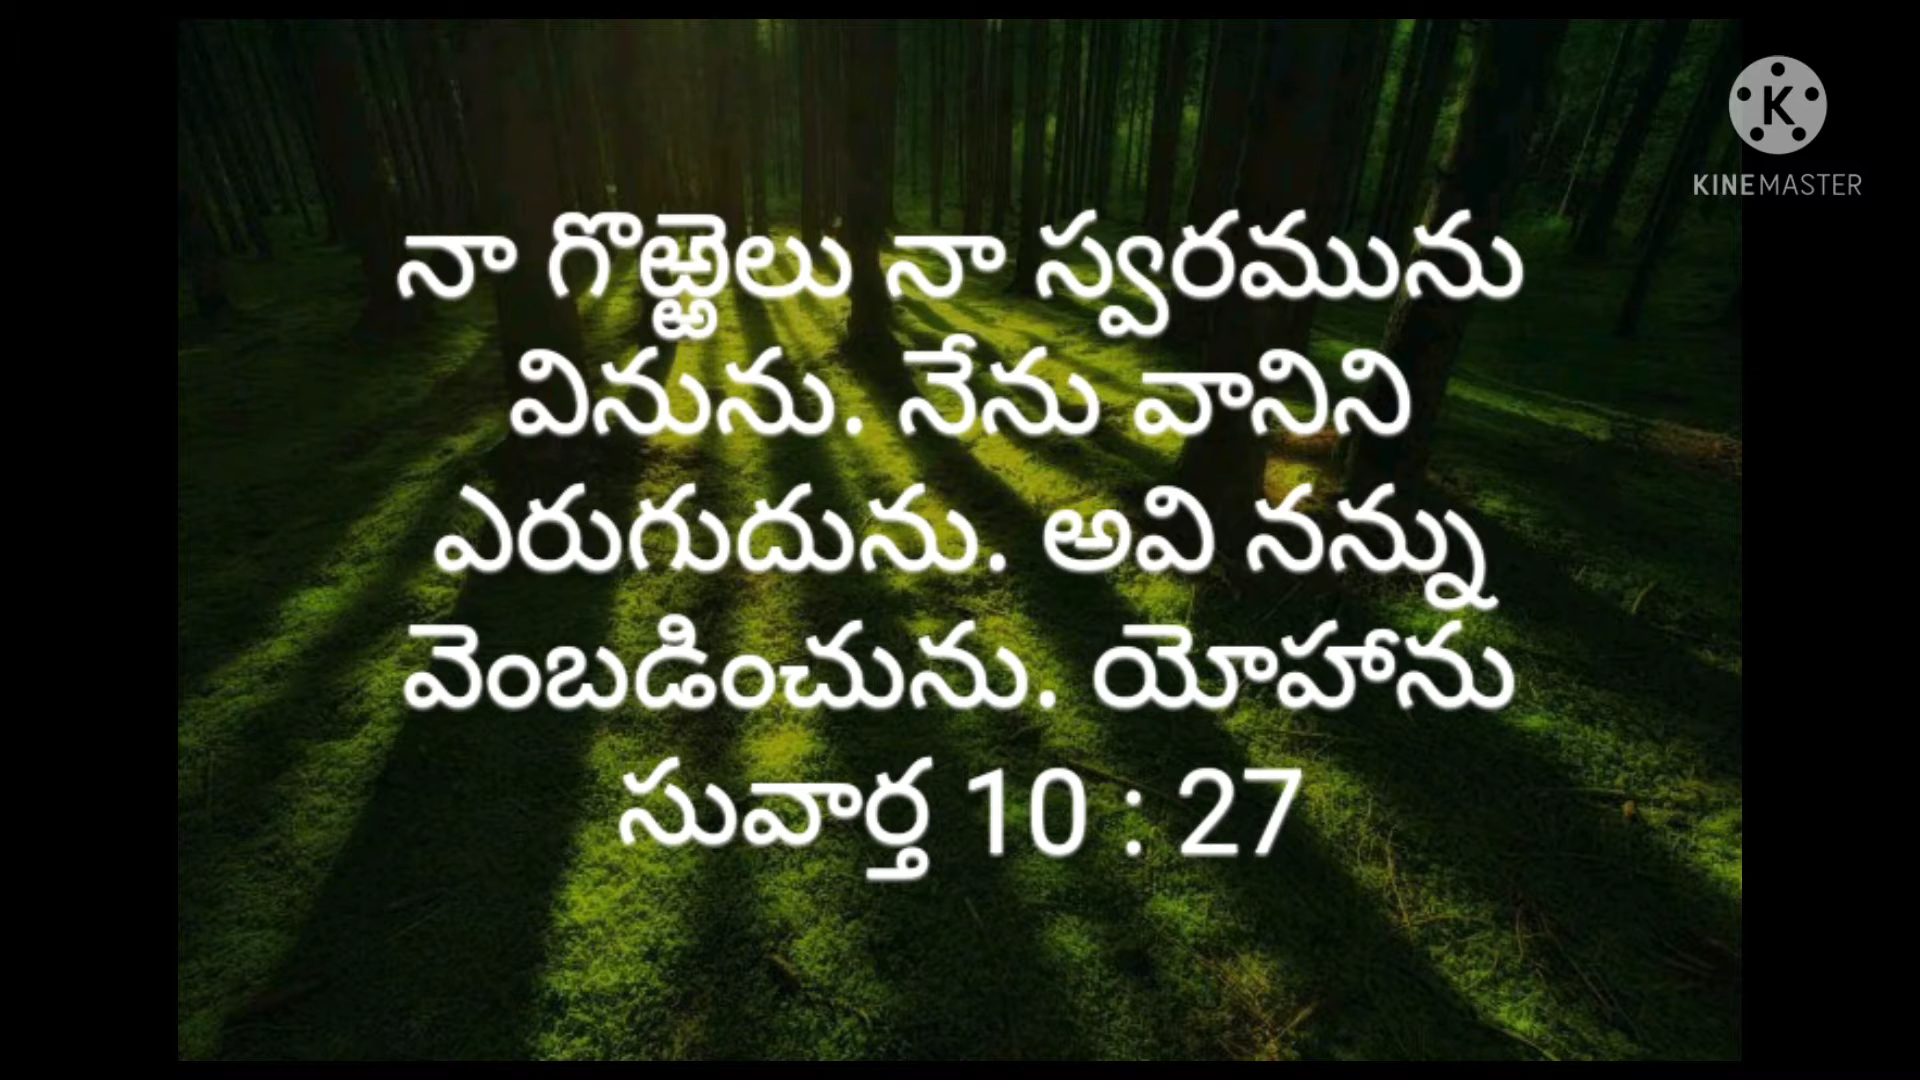 KINEMASTER
నా గొఱ్ఱెలు నా స్వరమును
వినును. నేను వానిని
ఎరుగుదును. అవి నన్ను
వెంబడించును. యోహాను
సువార్త 10 : 27